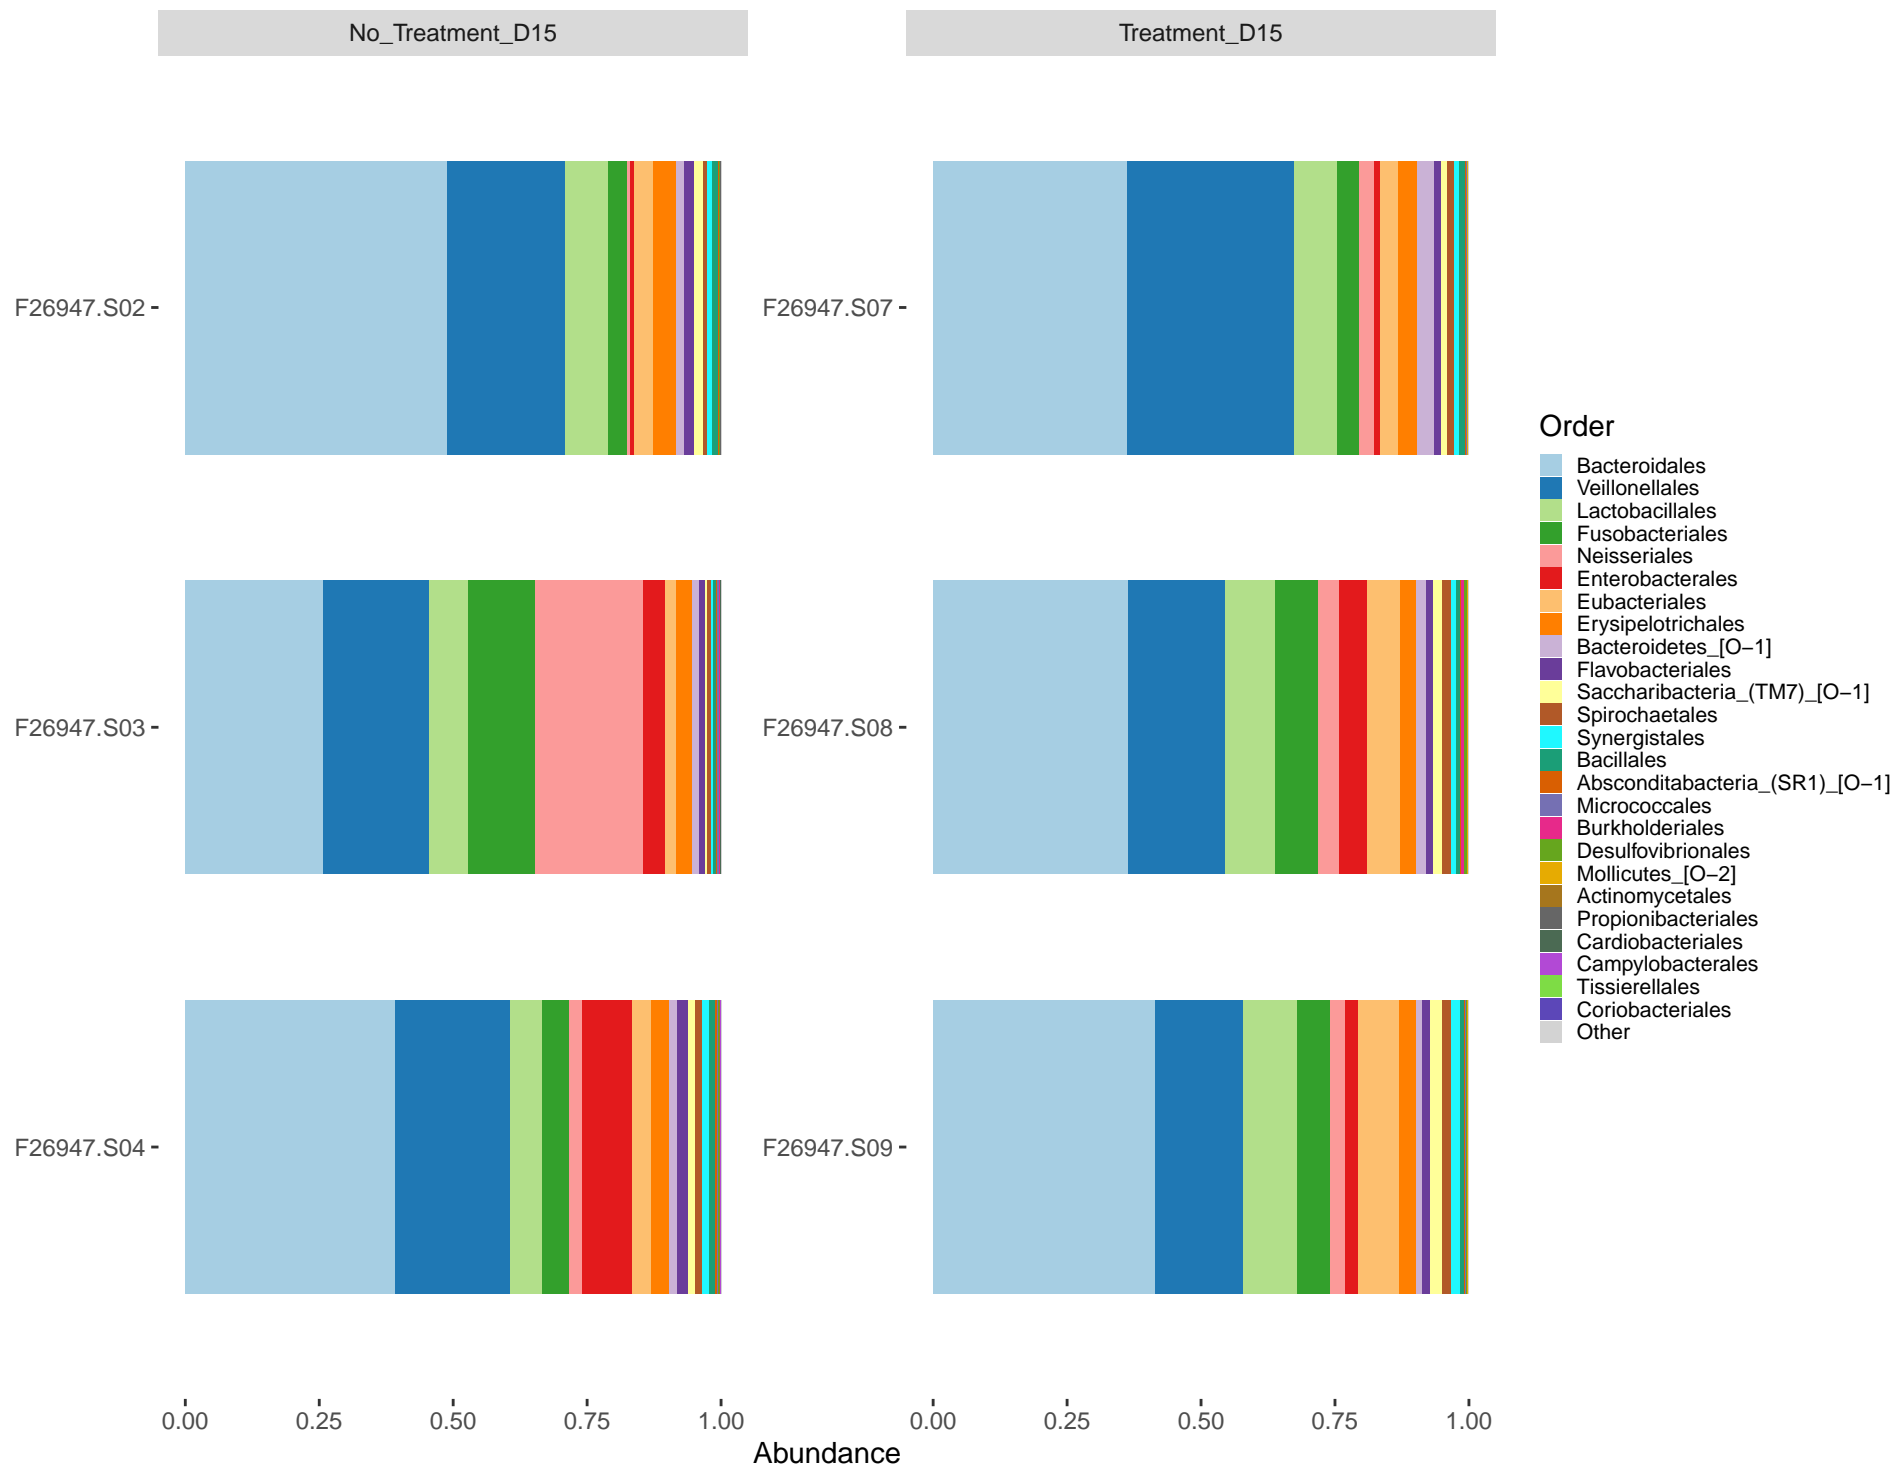 No_Treatment_D15
Treatment_D15
F26947.S02
F26947.S07
F26947.S03
F26947.S08
F26947.S04
F26947.S09
0.00 0.25 0.50 0.75 1.00
0.00 0.25 0.50 0.75 1.00
Abundance
Order
Bacteroidales
Veillonellales
Lactobacillales
Fusobacteriales
Neisseriales
Enterobacterales
Eubacteriales
Erysipelotrichales
Bacteroidetes_[O−1]
Flavobacteriales
Saccharibacteria_(TM7)_[O−1]
Spirochaetales
Synergistales
Bacillales
Absconditabacteria_(SR1)_[O−1]
Micrococcales
Burkholderiales
Desulfovibrionales
Mollicutes_[O−2]
Actinomycetales
Propionibacteriales
Cardiobacteriales
Campylobacterales
Tissierellales
Coriobacteriales
Other